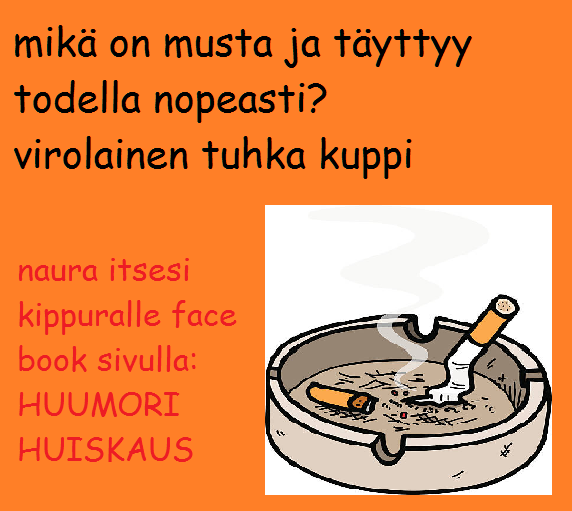 mikä on musta ja täyttyy
todella nopeasti?
virolainen tuhka kuppi
naura itsesi
kippuralle face
book sivulla:
HUUMORI
HUISKAUS